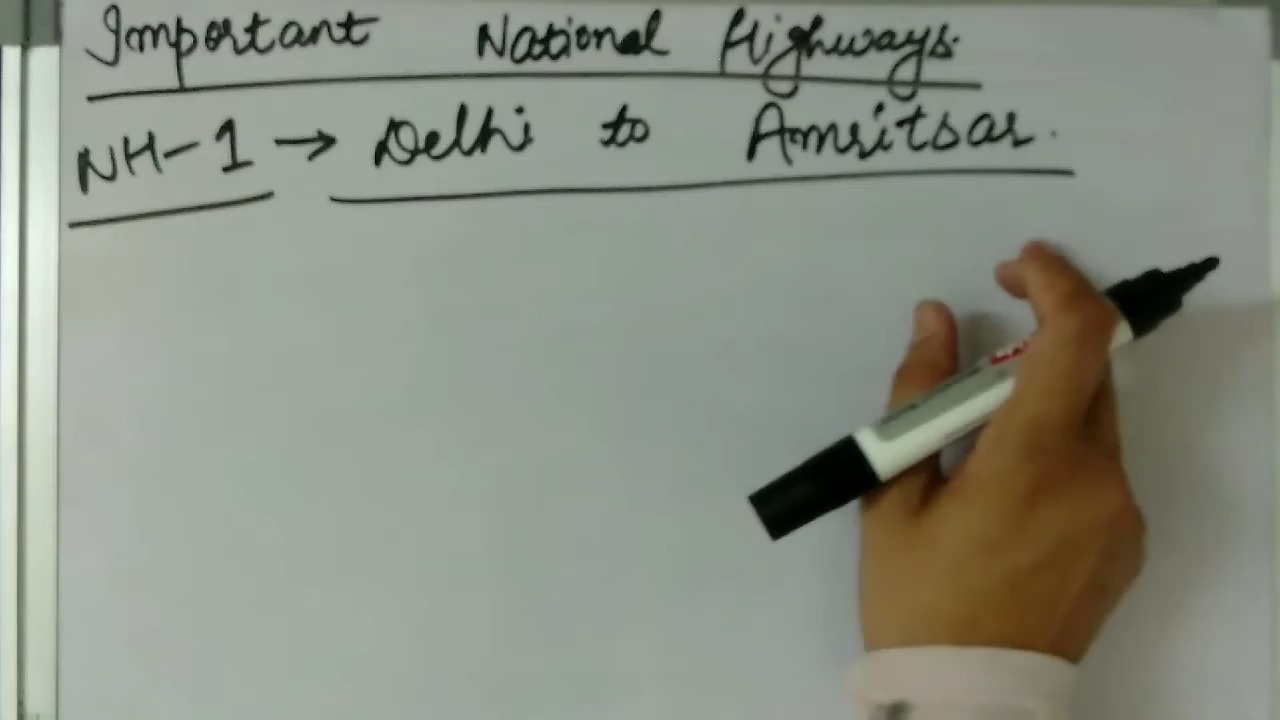 Important National Highways.
NH-1 → Delhi to Amritsar.